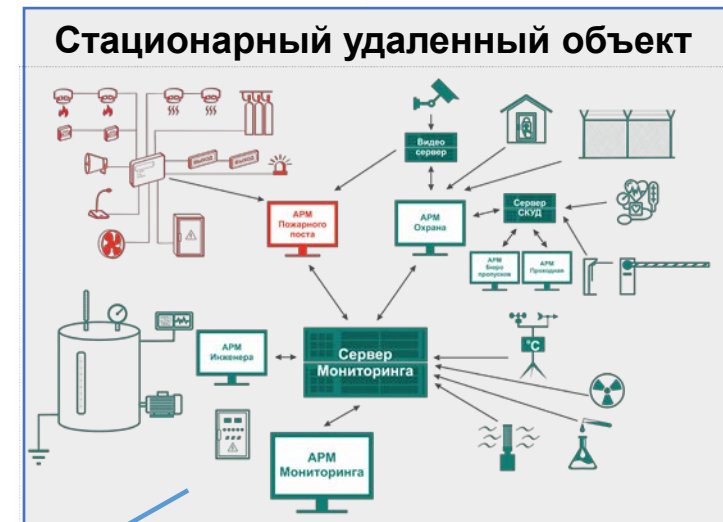 Стационарный удаленный объект
Видео
сервер
ВЫХОД
ВЫХОД
АРМ
Пожарного
поста
АРМ
Охрана
Сервер
СКУД
АРМ
Бюро
пропусков
АРМ
Проходная
°C
АРМ
Инженера
Сервер
Мониторинга
АРМ
Мониторинга